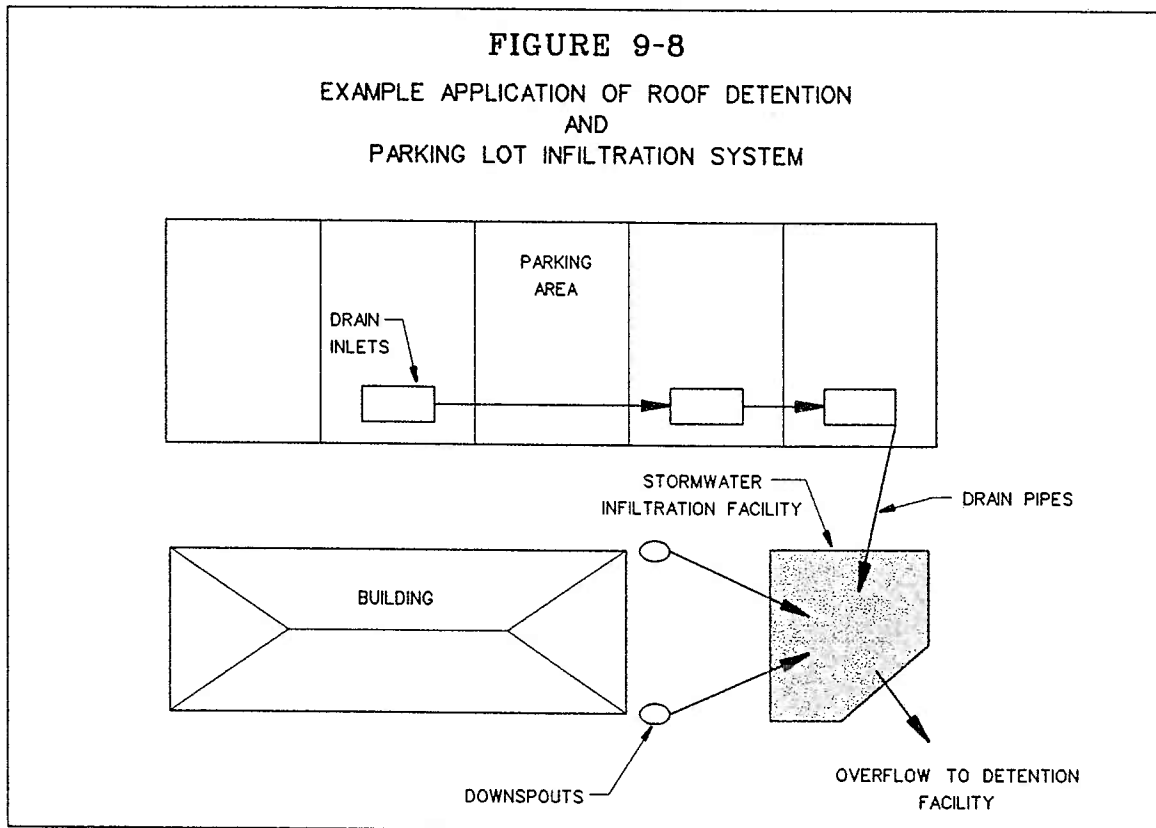 FIGURE 9-8
EXAMPLE APPLICATION OF ROOF DETENTION
AND
PARKING LOT INFILTRATION SYSTEM
PARKING
AREA
DRAIN
INLETS
STORMWATER
INFILTRATION FACILITY
DRAIN PIPES
BUILDING
DOWNSPOUTS
OVERFLOW TO DETENTION
FACILITY